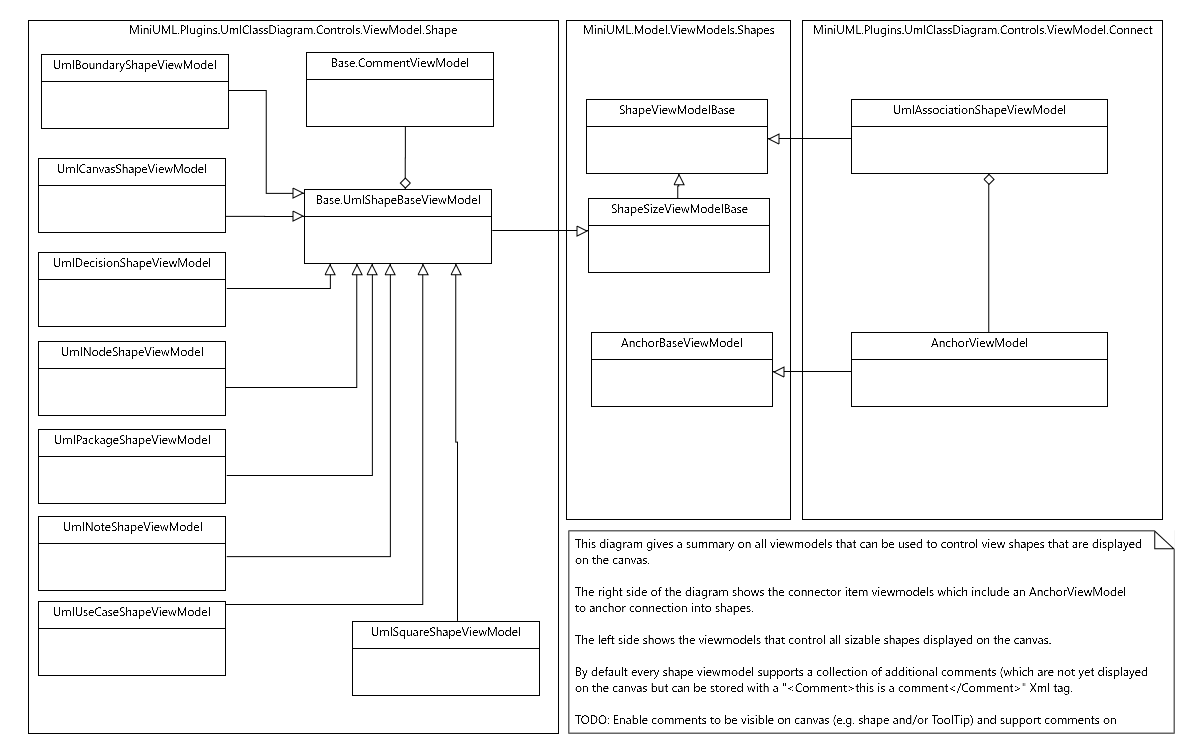 MiniUML.Plugins.UmlClassDiagram.Controls.ViewModel.Shape
UmlBoundaryShapeViewModel
Base.CommentViewModel
UmlCanvasShapeViewModel
Base.UmlShapeBaseViewModel
UmlDecisionShapeViewModel
UmlNodeShapeViewModel
UmlPackageShapeViewModel
UmlNoteShapeViewModel
UmlUseCaseShapeViewModel
UmlSquareShapeViewModel
MiniUML.Model.ViewModels.Shapes
ShapeViewModelBase
ShapeSizeViewModelBase
AnchorBaseViewModel
MiniUML.Plugins.UmlClassDiagram.Controls.ViewModel.Connect
UmlAssociationShapeViewModel
AnchorViewModel
This diagram gives a summary on all viewmodels that can be used to control view shapes that are displayed
on the canvas.
The right side of the diagram shows the connector item viewmodels which include an AnchorViewModel
to anchor connection into shapes.
The left side shows the viewmodels that control all sizable shapes displayed on the canvas.
By default every shape viewmodel supports a collection of additional comments (which are not yet displayed
on the canvas but can be stored with a "<Comment>this is a comment</Comment>" Xml tag.
TODO: Enable comments to be visible on canvas (e.g. shape and/or ToolTip) and support comments on